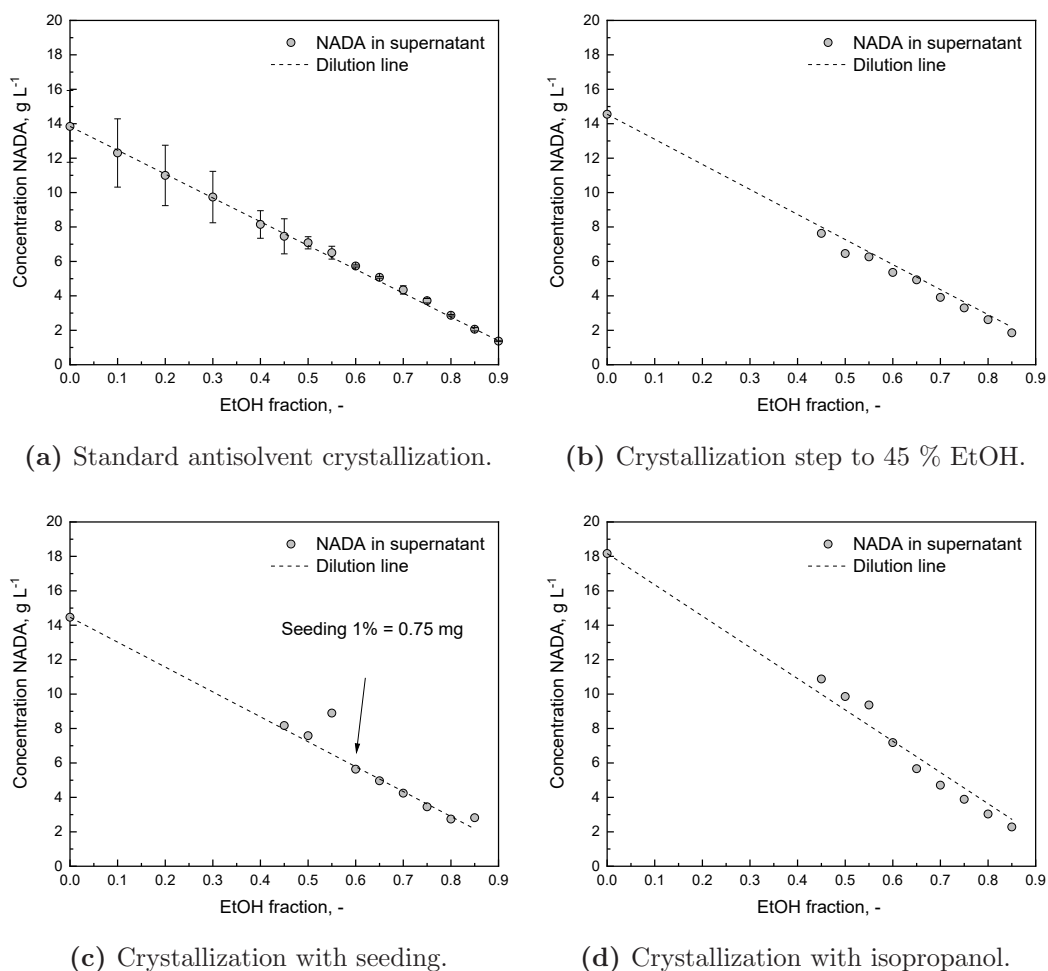 20
18
16
14
12
10
8
6
4
2
0
Concentration NADA, g L⁻¹
NADA in supernatant
Dilution line
0.0 0.1 0.2 0.3 0.4 0.5 0.6 0.7 0.8 0.9
EtOH fraction, -
(a) Standard antisolvent crystallization.
20
18
16
14
12
10
8
6
4
2
0
Concentration NADA, g L⁻¹
NADA in supernatant
Dilution line
0.0 0.1 0.2 0.3 0.4 0.5 0.6 0.7 0.8 0.9
EtOH fraction, -
(b) Crystallization step to 45 % EtOH.
20
18
16
14
12
10
8
6
4
2
0
Concentration NADA, g L⁻¹
NADA in supernatant
Dilution line
Seeding 1% = 0.75 mg
0.0 0.1 0.2 0.3 0.4 0.5 0.6 0.7 0.8 0.9
EtOH fraction, -
(c) Crystallization with seeding.
20
18
16
14
12
10
8
6
4
2
0
Concentration NADA, g L⁻¹
NADA in supernatant
Dilution line
0.0 0.1 0.2 0.3 0.4 0.5 0.6 0.7 0.8 0.9
EtOH fraction, -
(d) Crystallization with isopropanol.